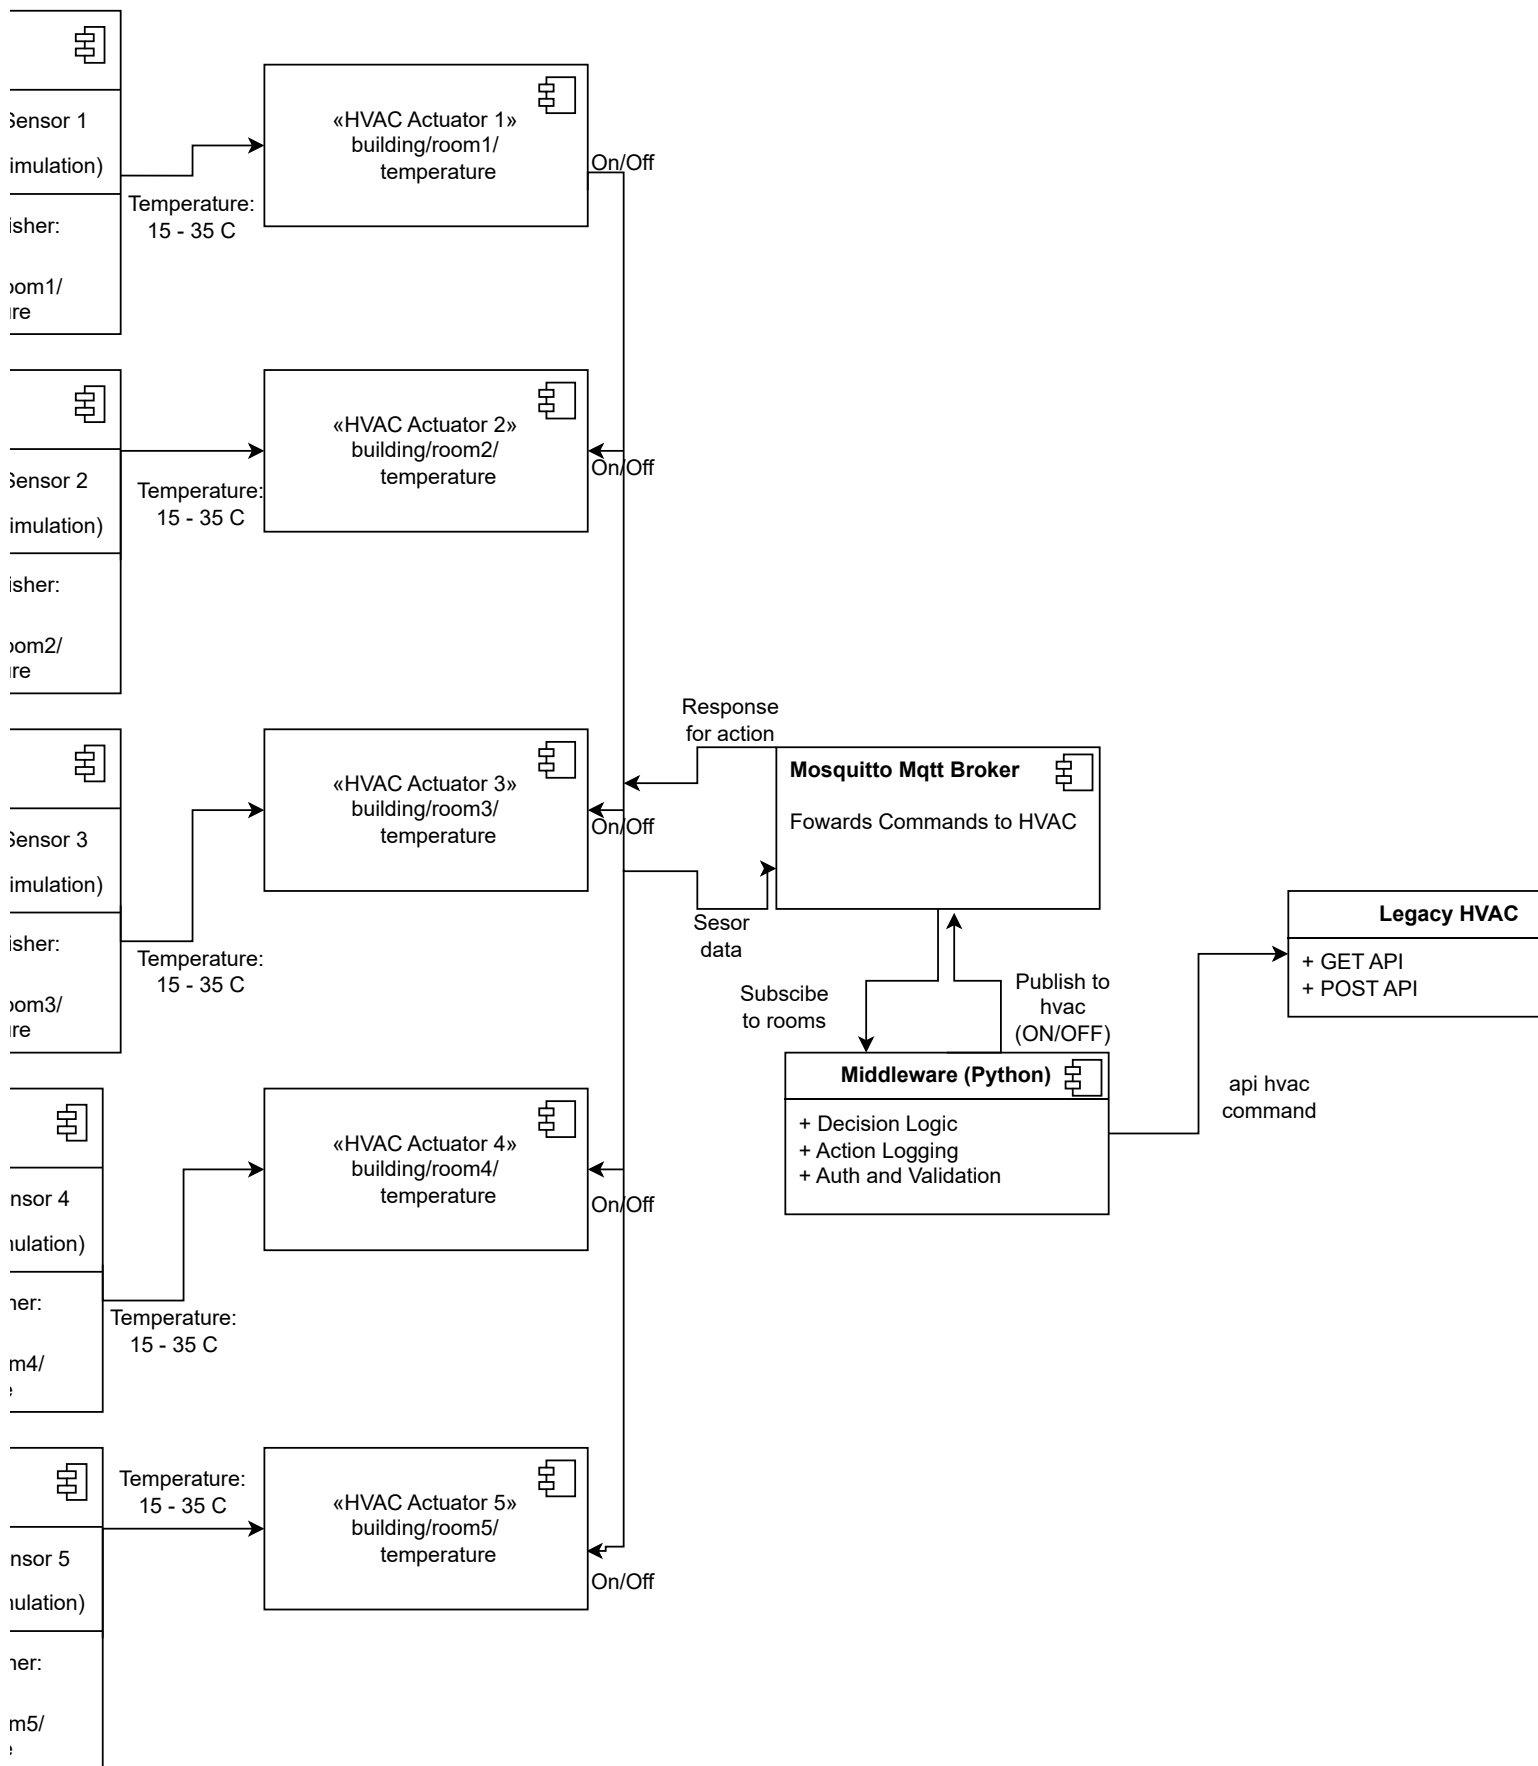 Sensor 1
imulation)
isher:
oom1/
Temperature:
15 - 35 C
«HVAC Actuator 1»
building/room1/
temperature
On/Off
Sensor 2
imulation)
isher:
oom2/
Temperature:
15 - 35 C
«HVAC Actuator 2»
building/room2/
temperature
On/Off
Sensor 3
imulation)
isher:
oom3/
Temperature:
15 - 35 C
«HVAC Actuator 3»
building/room3/
temperature
On/Off
nsor 4
ulation)
her:
m4/
Temperature:
15 - 35 C
«HVAC Actuator 4»
building/room4/
temperature
On/Off
nsor 5
ulation)
her:
m5/
Temperature:
15 - 35 C
«HVAC Actuator 5»
building/room5/
temperature
On/Off
Response
for action
Sesor
data
Mosquitto Mqtt Broker
Fowards Commands to HVAC
Subscibe
to rooms
Publish to
hvac
(ON/OFF)
Middleware (Python)
+ Decision Logic
+ Action Logging
+ Auth and Validation
api hvac
command
Legacy HVAC
+ GET API
+ POST API